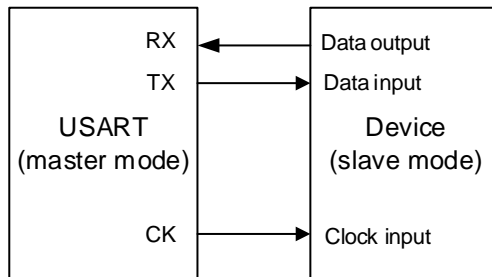 RX
Data output
TX
Data input
USART
(master mode)
Device
(slave mode)
CK
Clock input